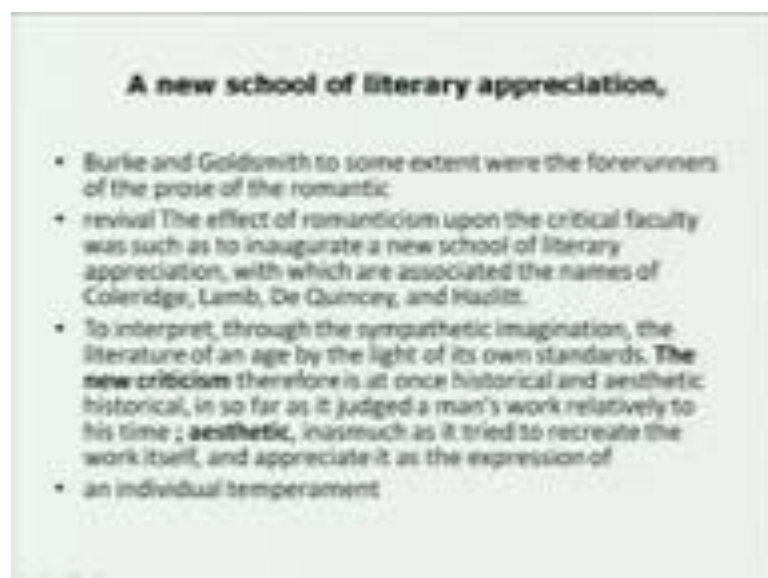 A new school of literary appreciation,
• Burke and Goldsmith to some extent were the forerunners
of the prose of the romantic
• revival The effect of romanticism upon the critical faculty
was such as to inaugurate a new school of literary
appreciation, with which are associated the names of
Coleridge, Lamb, De Quincey, and Hazlitt.
• To interpret, through the sympathetic imagination, the
literature of an age by the light of its own standards. The
new criticism therefore is at once historical and aesthetic
historical, in so far as it judged a man's work relatively to
his time ; aesthetic, inasmuch as it tried to recreate the
work itself, and appreciate it as the expression of
• an individual temperament